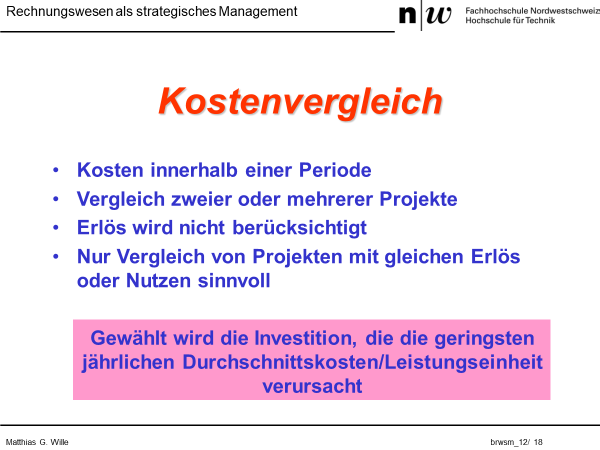 Rechnungswesen als strategisches Management
n|w Fachhochschule Nordwestschweiz
Hochschule für Technik
Kostenvergleich
• Kosten innerhalb einer Periode
• Vergleich zweier oder mehrerer Projekte
• Erlös wird nicht berücksichtigt
• Nur Vergleich von Projekten mit gleichen Erlös
oder Nutzen sinnvoll
Gewählt wird die Investition, die die geringsten
jährlichen Durchschnittskosten/Leistungseinheit
verursacht
Matthias G. Wille
brwsm_12/ 18